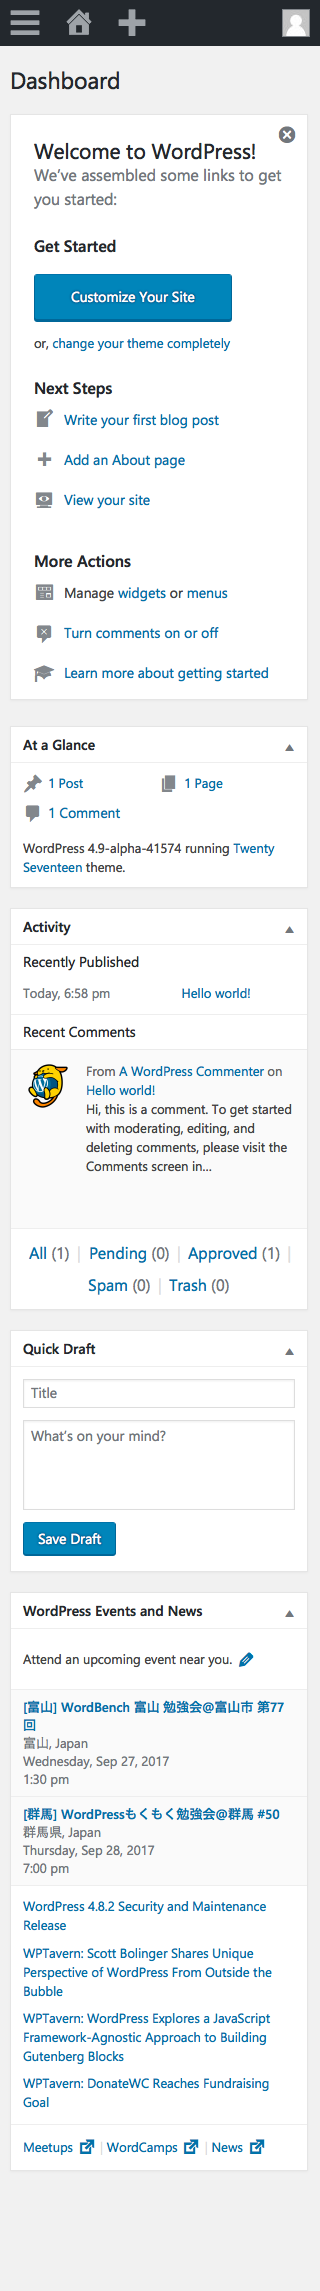 Dashboard
Welcome to WordPress!
We've assembled some links to get
you started:
Get Started
Customize Your Site
or, change your theme completely
Next Steps
Write your first blog post
Add an About page
View your site
More Actions
Manage widgets or menus
Turn comments on or off
Learn more about getting started
At a Glance
1 Post 1 Page
1 Comment
WordPress 4.9-alpha-41574 running Twenty
Seventeen theme.
Activity
Recently Published
Today, 6:58 pm Hello world!
Recent Comments
From A WordPress Commenter on
Hello world!
Hi, this is a comment. To get started
with moderating, editing, and
deleting comments, please visit the
Comments screen in…
All (1) | Pending (0) | Approved (1) |
Spam (0) | Trash (0)
Quick Draft
Title
What's on your mind?
Save Draft
WordPress Events and News
Attend an upcoming event near you.
[富山] WordBench 富山 勉強会@富山市 第77
回
富山, Japan
Wednesday, Sep 27, 2017
1:30 pm
[群馬] WordPressもくもく勉強会@群馬 #50
群馬県, Japan
Thursday, Sep 28, 2017
7:00 pm
WordPress 4.8.2 Security and Maintenance
Release
WPTavern: Scott Bolinger Shares Unique
Perspective of WordPress From Outside the
Bubble
WPTavern: WordPress Explores a JavaScript
Framework-Agnostic Approach to Building
Gutenberg Blocks
WPTavern: DonateWC Reaches Fundraising
Goal
Meetups | WordCamps | News